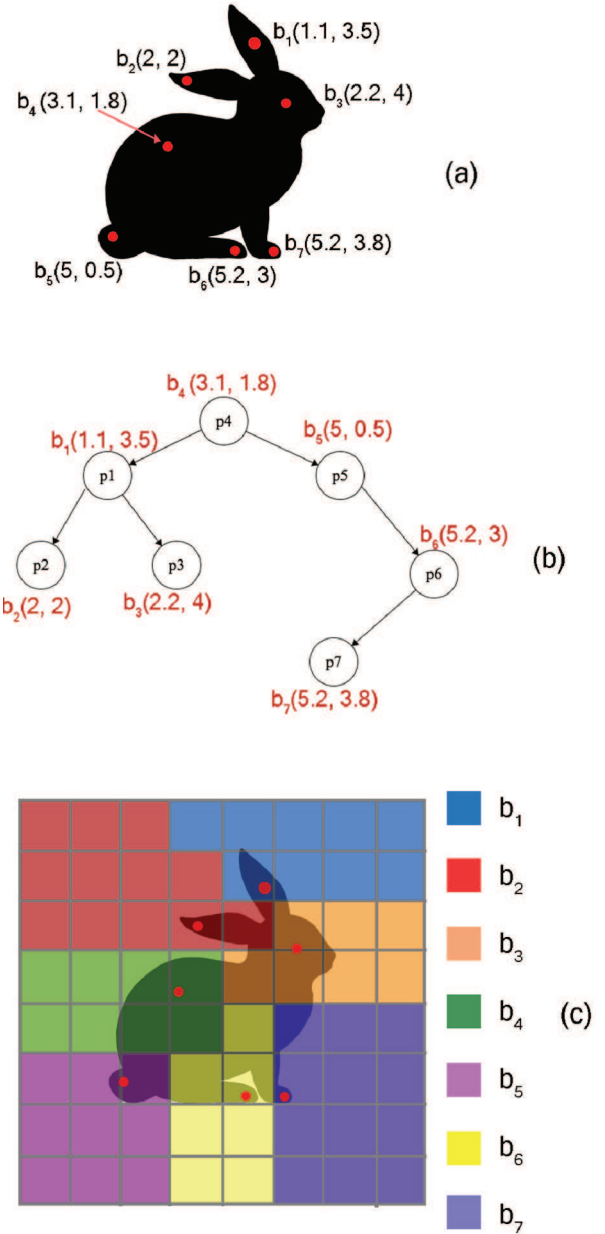 b₁(1.1, 3.5)
b₂(2, 2)
b₃(2.2, 4)
b₄(3.1, 1.8)
(a)
b₇(5.2, 3.8)
b₅(5, 0.5)
b₆(5.2, 3)
b₄(3.1, 1.8)
p4
b₁(1.1, 3.5)
b₅(5, 0.5)
p1
p5
b₆(5.2, 3)
(b)
p2
p3
p6
b₂(2, 2)
b₃(2.2, 4)
p7
b₇(5.2, 3.8)
b₁
b₂
b₃
b₄
(c)
b₅
b₆
b₇